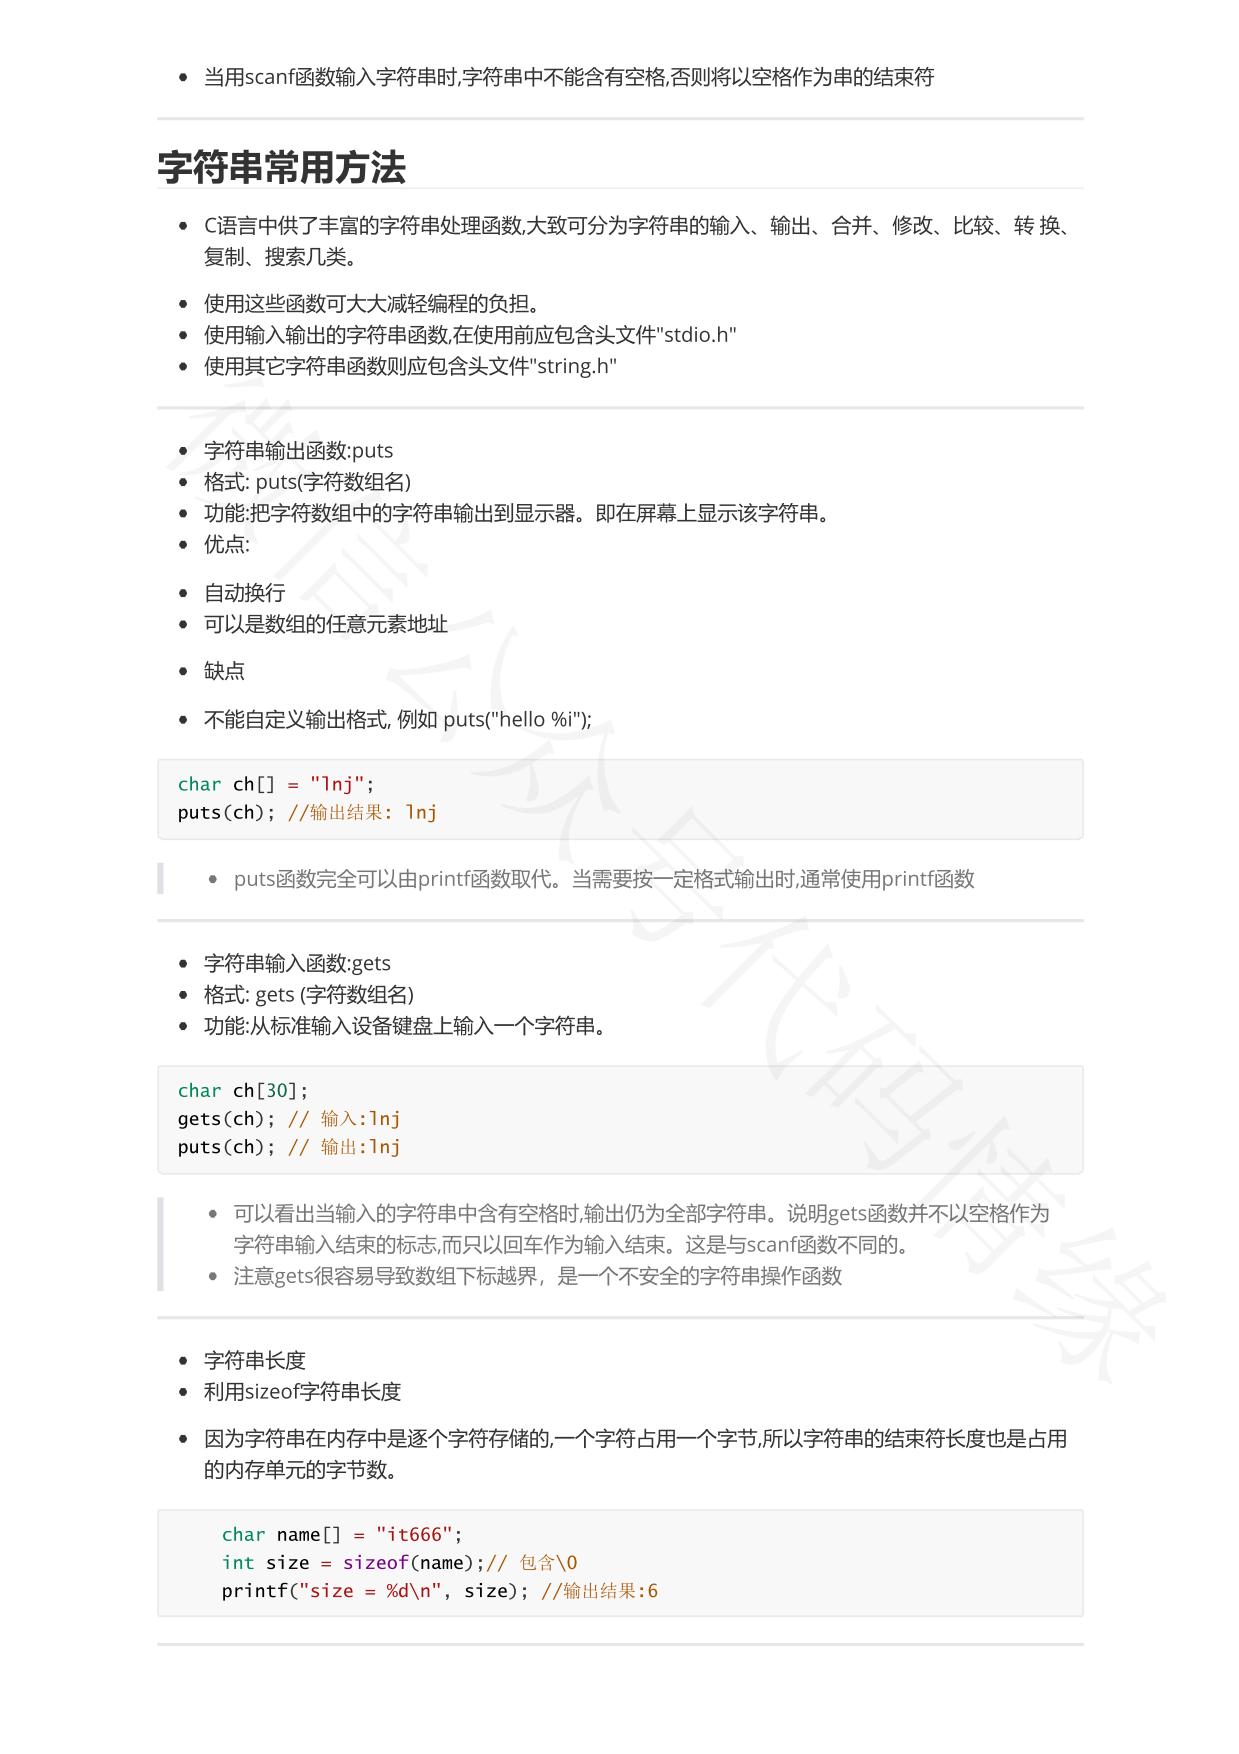 当用scanf函数输入字符串时,字符串中不能含有空格,否则将以空格作为串的结束符
字符串常用方法
C语言中供了丰富的字符串处理函数,大致可分为字符串的输入、输出、合并、修改、比较、转 换、
复制、搜索几类。
使用这些函数可大大减轻编程的负担。
使用输入输出的字符串函数,在使用前应包含头文件"stdio.h"
使用其它字符串函数则应包含头文件"string.h"
字符串输出函数:puts
格式: puts(字符数组名)
功能:把字符数组中的字符串输出到显示器。即在屏幕上显示该字符串。
优点:
自动换行
可以是数组的任意元素地址
缺点
不能自定义输出格式, 例如 puts("hello %i");
char ch[] = "lnj";
puts(ch); //输出结果: lnj
puts函数完全可以由printf函数取代。当需要按一定格式输出时,通常使用printf函数
字符串输入函数:gets
格式: gets (字符数组名)
功能:从标准输入设备键盘上输入一个字符串。
char ch[30];
gets(ch); // 输入:lnj
puts(ch); // 输出:lnj
可以看出当输入的字符串中含有空格时,输出仍为全部字符串。说明gets函数并不以空格作为
字符串输入结束的标志,而只以回车作为输入结束。这是与scanf函数不同的。
注意gets很容易导致数组下标越界，是一个不安全的字符串操作函数
字符串长度
利用sizeof字符串长度
因为字符串在内存中是逐个字符存储的,一个字符占用一个字节,所以字符串的结束符长度也是占用
的内存单元的字节数。
char name[] = "it666";
int size = sizeof(name);// 包含\0
printf("size = %d\n", size); //输出结果:6
微信公众号代码情缘